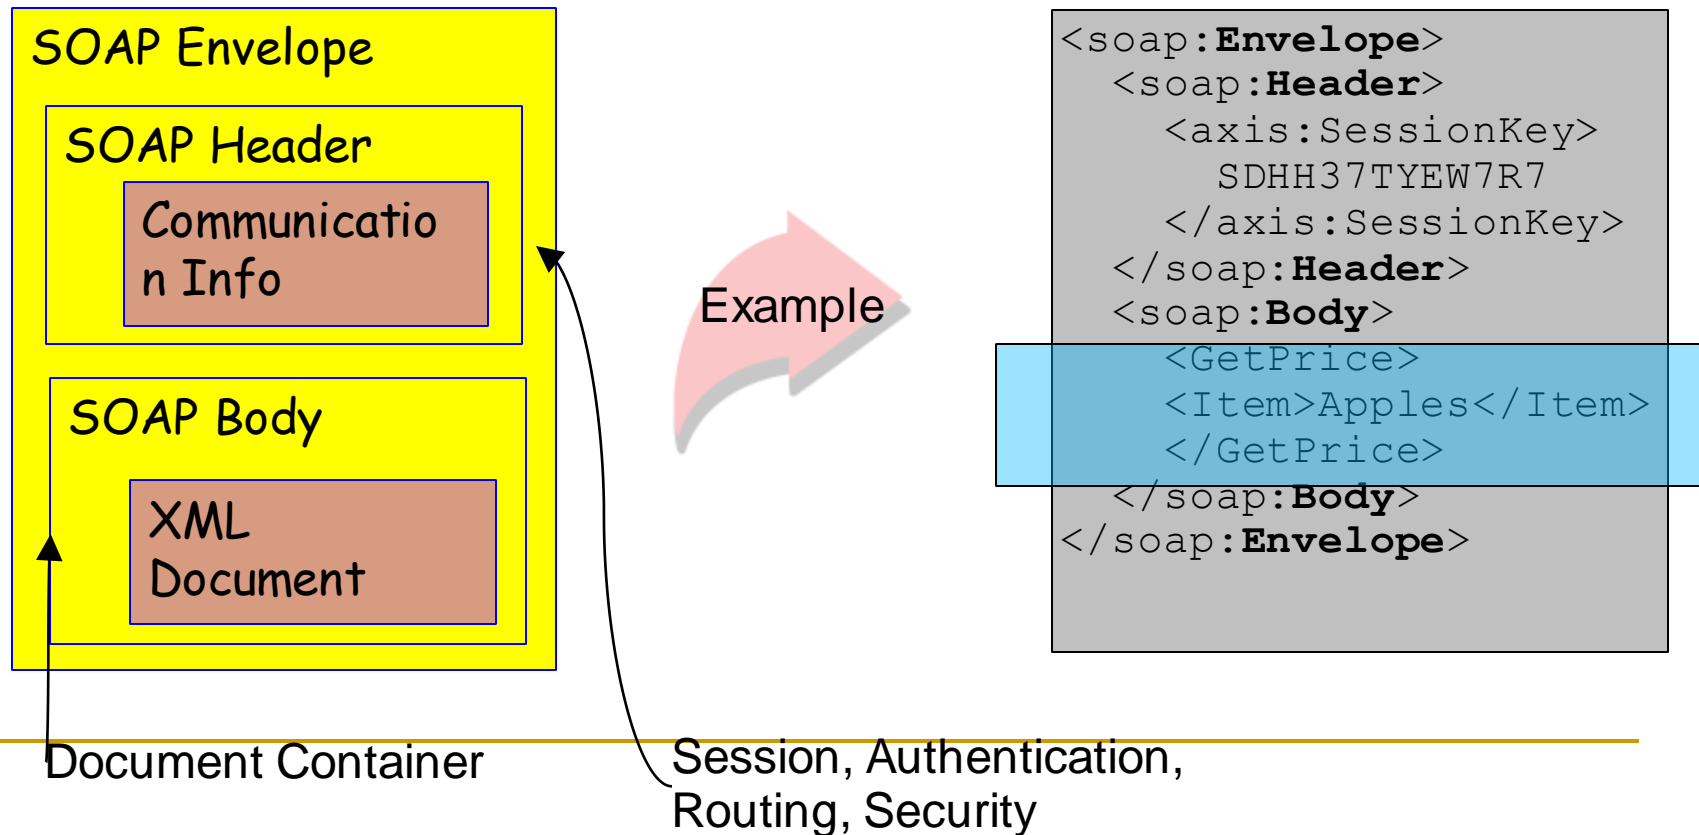 SOAP Envelope
SOAP Header
Communicatio
n Info
SOAP Body
XML
Document
Document Container
Session, Authentication,
Routing, Security
Example
<soap:Envelope>
<soap:Header>
<axis:SessionKey>
SDHH37TYEW7R7
</axis:SessionKey>
</soap:Header>
<soap:Body>
<GetPrice>
<Item>Apples</Item>
</GetPrice>
</soap:Body>
</soap:Envelope>